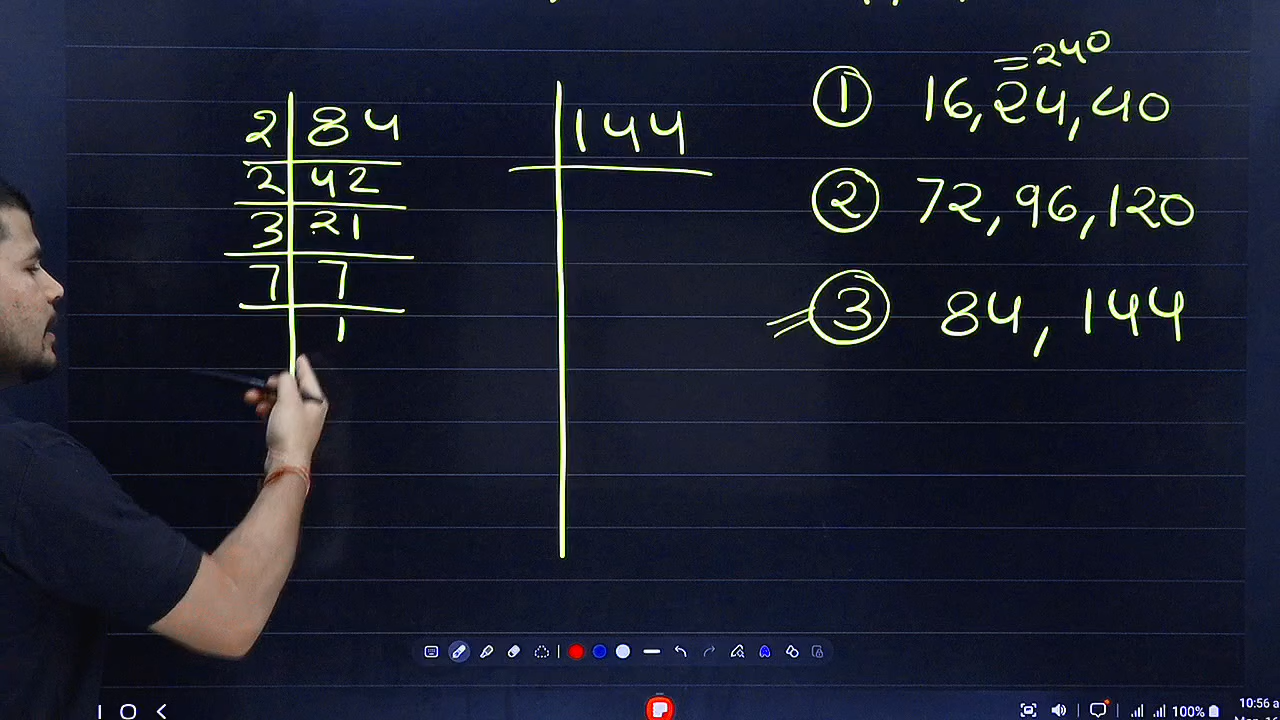 2 | 84
2 | 42
3 | 21
7 | 7
1
144
= 240
① 16, 24, 40
② 72, 96, 120
③ 84, 144
100%
10:56 a